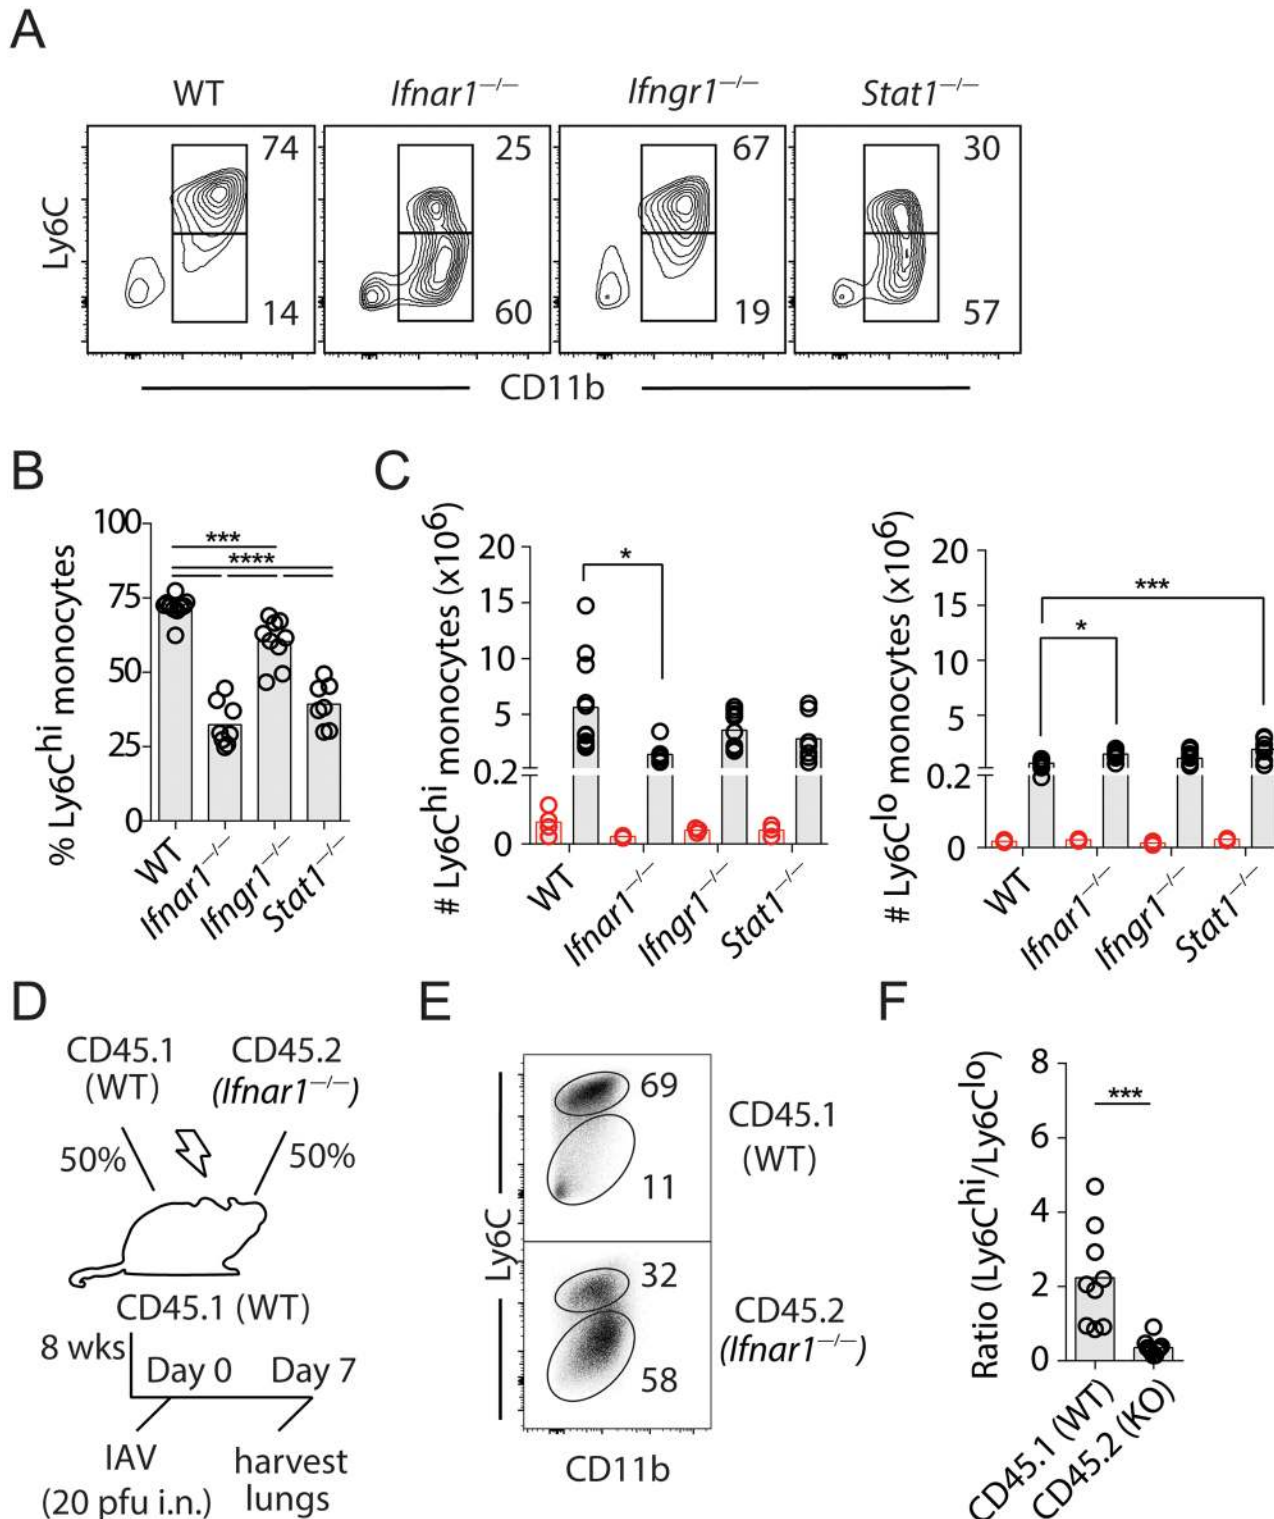 A
WT Ifnar1−/− Ifngr1−/− Stat1−/−
Ly6C
74 25 67 30
14 60 19 57
CD11b
B
% Ly6Chi monocytes
100
75
50
25
0
***
****
WT Ifnar1−/− Ifngr1−/− Stat1−/−
C
# Ly6Chi monocytes (x10^6)
20
15
10
5
0.2
0
*
WT Ifnar1−/− Ifngr1−/− Stat1−/−
# Ly6Clo monocytes (x10^6)
20
15
10
5
0.2
0
***
*
WT Ifnar1−/− Ifngr1−/− Stat1−/−
D
CD45.1 CD45.2
(WT) (Ifnar1−/−)
50% 50%
CD45.1 (WT)
8 wks
Day 0 Day 7
IAV harvest
(20 pfu i.n.) lungs
E
Ly6C
69
11
CD45.1
(WT)
32
58
CD45.2
(Ifnar1−/−)
CD11b
F
Ratio (Ly6Chi/Ly6Clo)
8
6
4
2
0
***
CD45.1 (WT)
CD45.2 (KO)